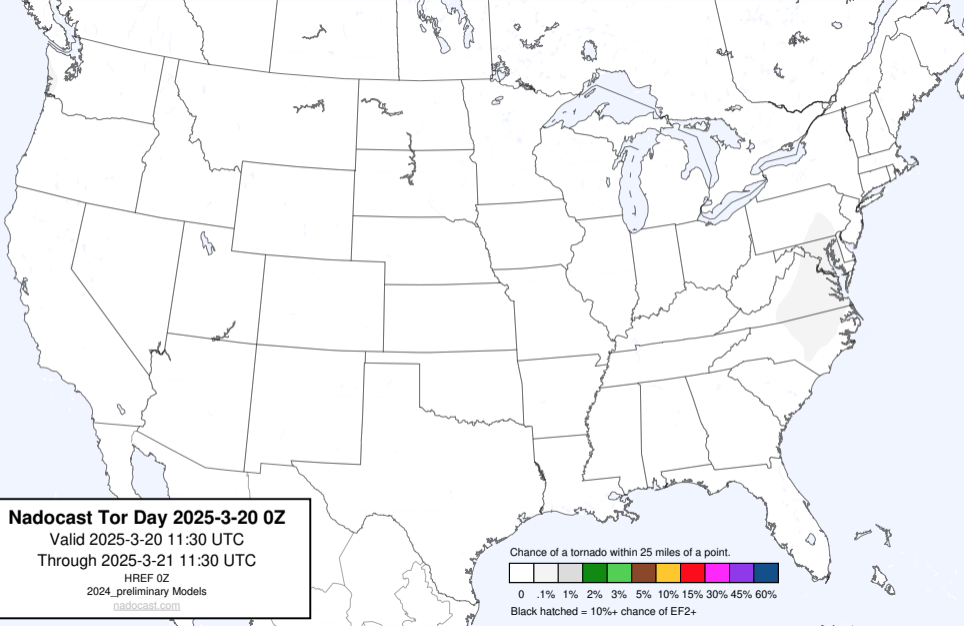 Nadocast Tor Day 2025-3-20 0Z
Valid 2025-3-20 11:30 UTC
Through 2025-3-21 11:30 UTC
HREF 0Z
2024_preliminary Models
nadocast.com
Chance of a tornado within 25 miles of a point.
0 .1% 1% 2% 3% 5% 10% 15% 30% 45% 60%
Black hatched = 10%+ chance of EF2+